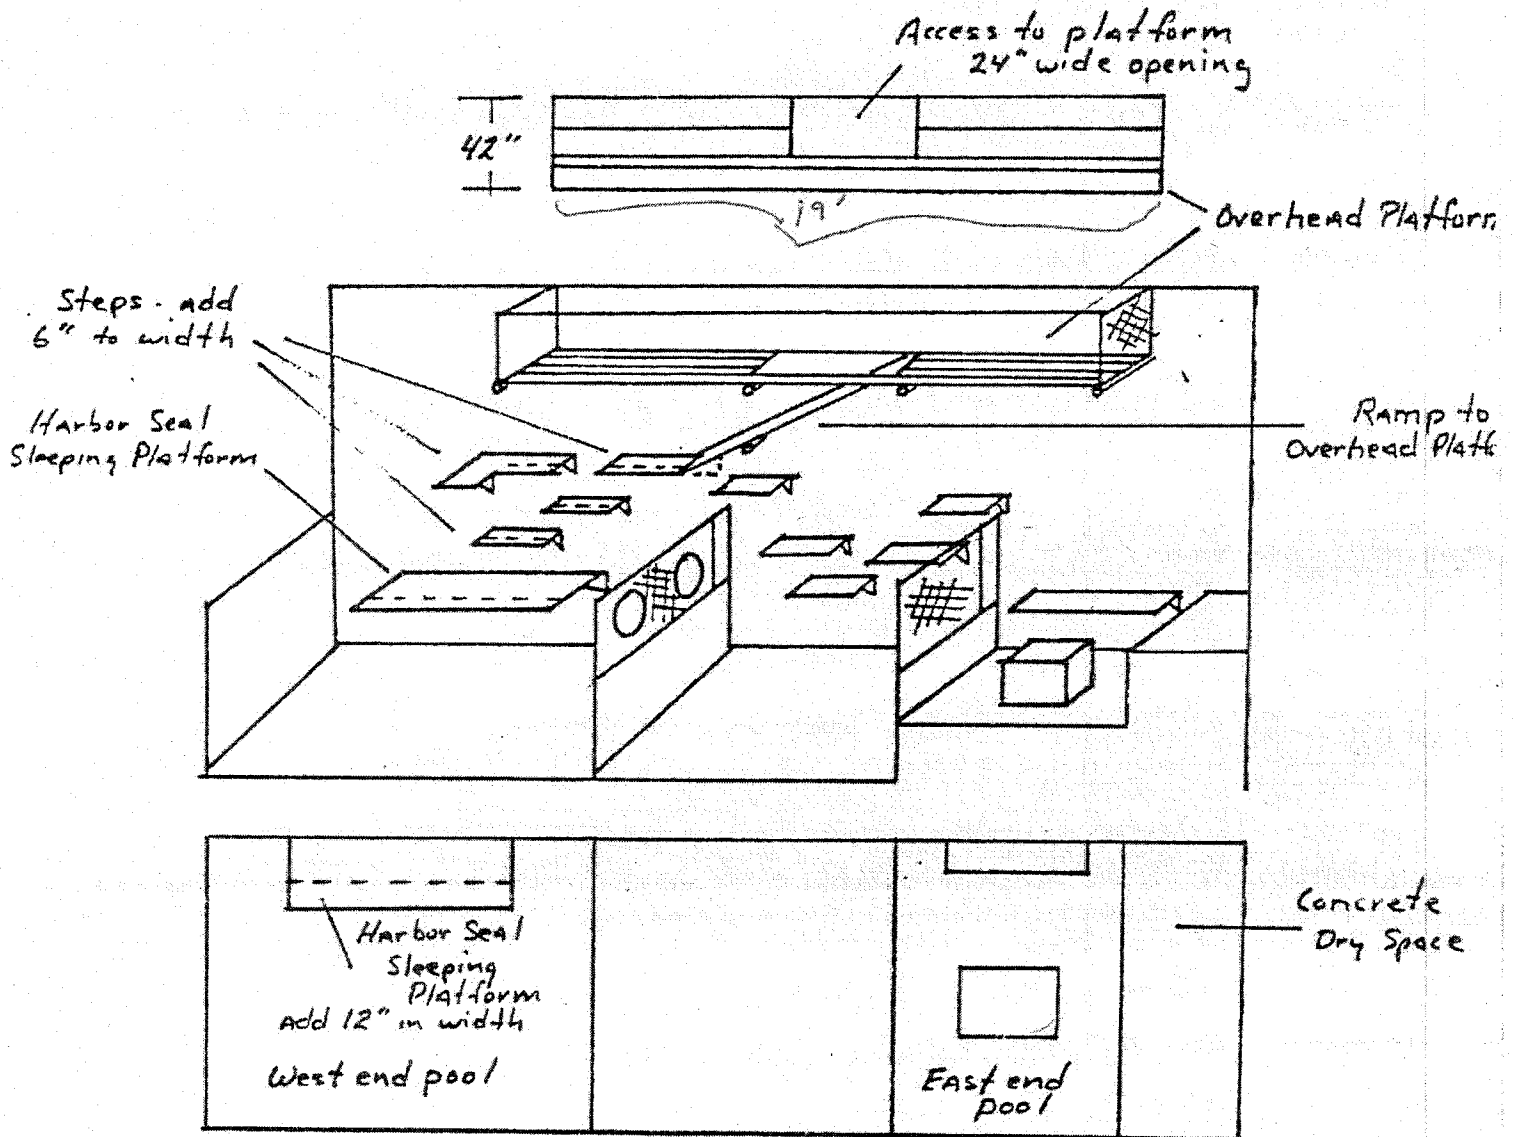 Access to platform
24" wide opening
42"
19'
Overhead Platform
Steps - add
6" to width
Harbor Seal
Sleeping Platform
Ramp to
Overhead Platf
Harbor Seal
Sleeping
Platform
Add 12" in width
West end pool
East end
pool
Concrete
Dry Space